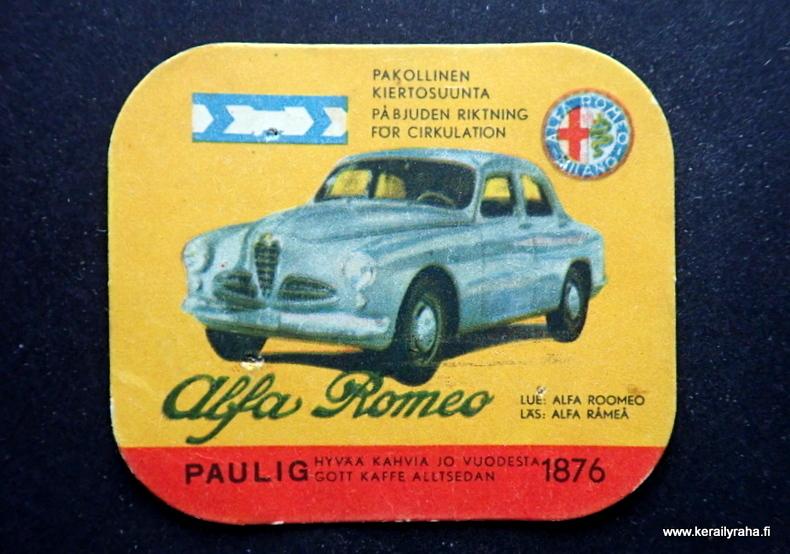 PAKOLLINEN
KIERTOSUUNTA
PÅBJUDEN RIKTNING
FÖR CIRKULATION
ALFA ROMEO
MILANO
Alfa Romeo
LUE: ALFA ROOMEO
LÄS: ALFA RÅMEÅ
PAULIG HYVÄÄ KAHVIA JO VUODESTA 1876
GOTT KAFFE ALLTSEDAN
www.kerailyraha.fi